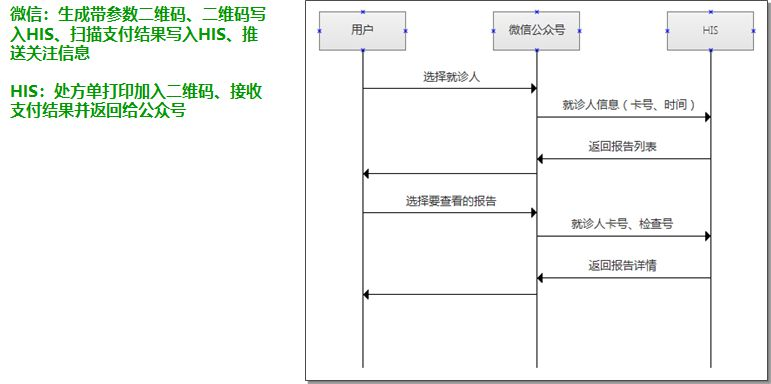 微信：生成带参数二维码、二维码写
入HIS、扫描支付结果写入HIS、推
送关注信息
HIS：处方单打印加入二维码、接收
支付结果并返回给公众号
用户
微信公众号
HIS
选择就诊人
就诊人信息（卡号、时间）
返回报告列表
选择要查看的报告
就诊人卡号、检查号
返回报告详情